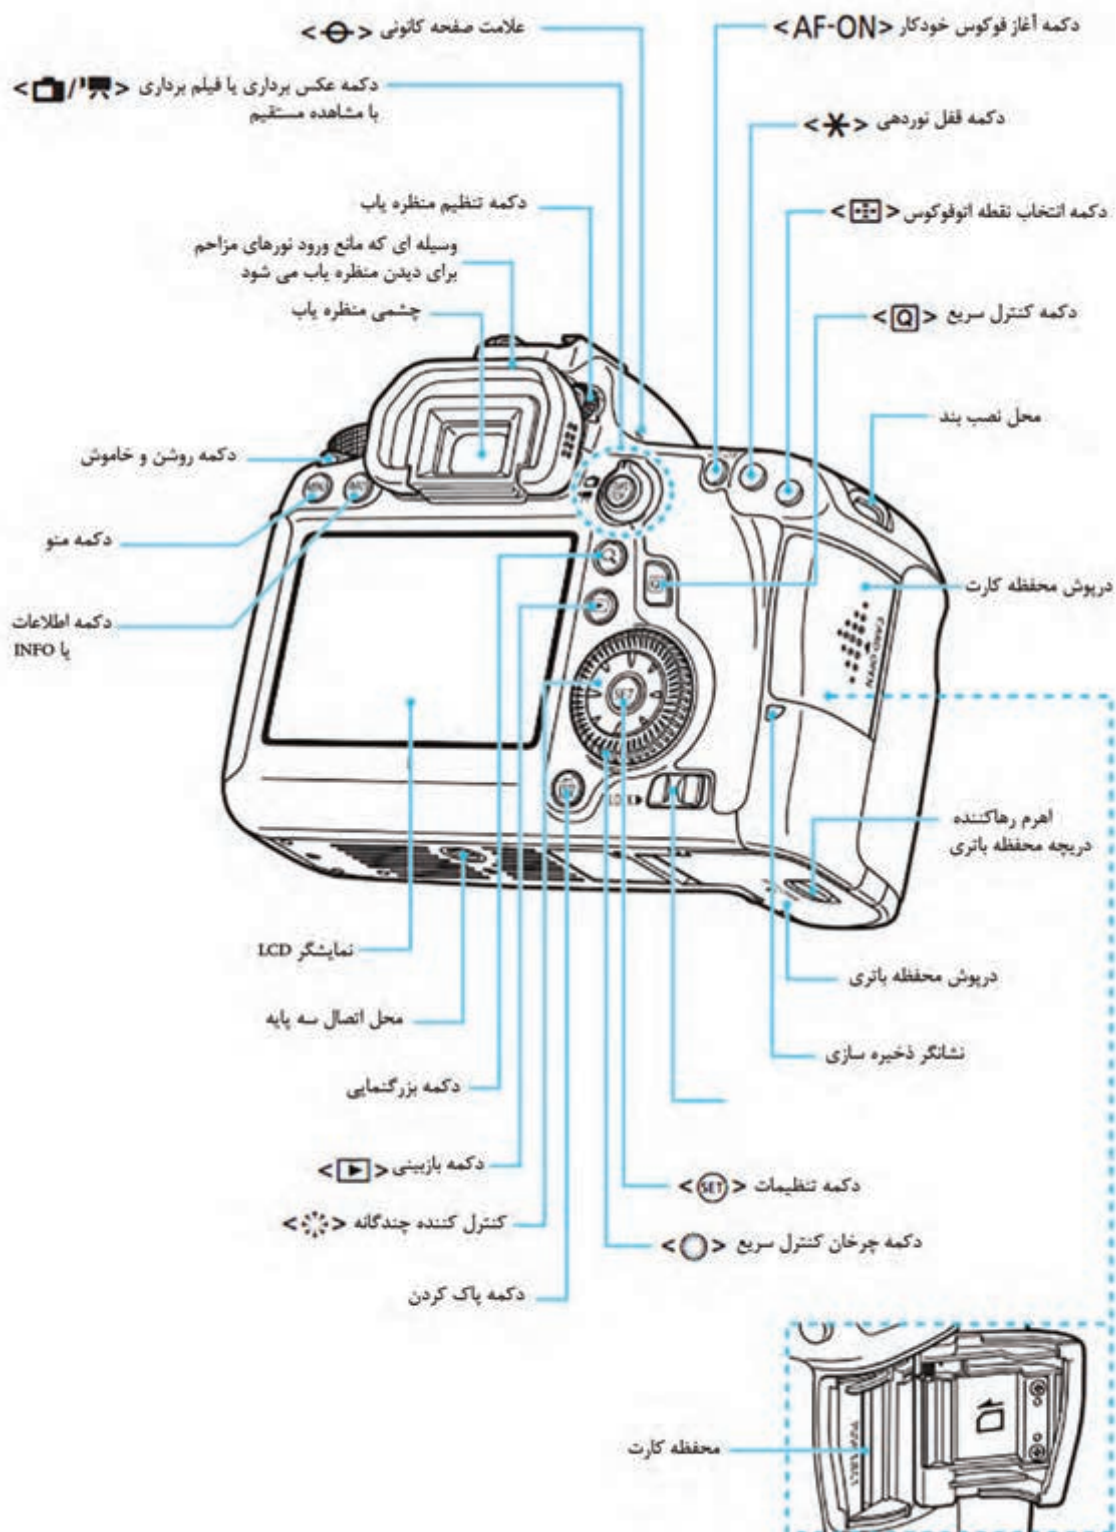 دکمه آغاز فوکوس خودکار <AF-ON>
علامت صفحه کانونی
دکمه عکس برداری یا فیلم برداری
با مشاهده مستقیم
دکمه قفل نوردهی <✱>
دکمه تنظیم منظره یاب
دکمه انتخاب نقطه اتوفوکوس
وسیله ای که مانع ورود نورهای مزاحم
برای دیدن منظره یاب می شود
چشمی منظره یاب
دکمه کنترل سریع <Q>
محل نصب بند
دکمه روشن و خاموش
دکمه منو
درپوش محفظه کارت
CARD OPEN
دکمه اطلاعات
یا INFO
SET
LOCK
اهرم رهاکننده
دریچه محفظه باتری
نمایشگر LCD
درپوش محفظه باتری
محل اتصال سه پایه
نشانگر ذخیره سازی
دکمه بزرگنمایی
دکمه بازبینی <▶>
دکمه تنظیمات <SET>
کنترل کننده چندگانه
دکمه چرخان کنترل سریع
دکمه پاک کردن
محفظه کارت